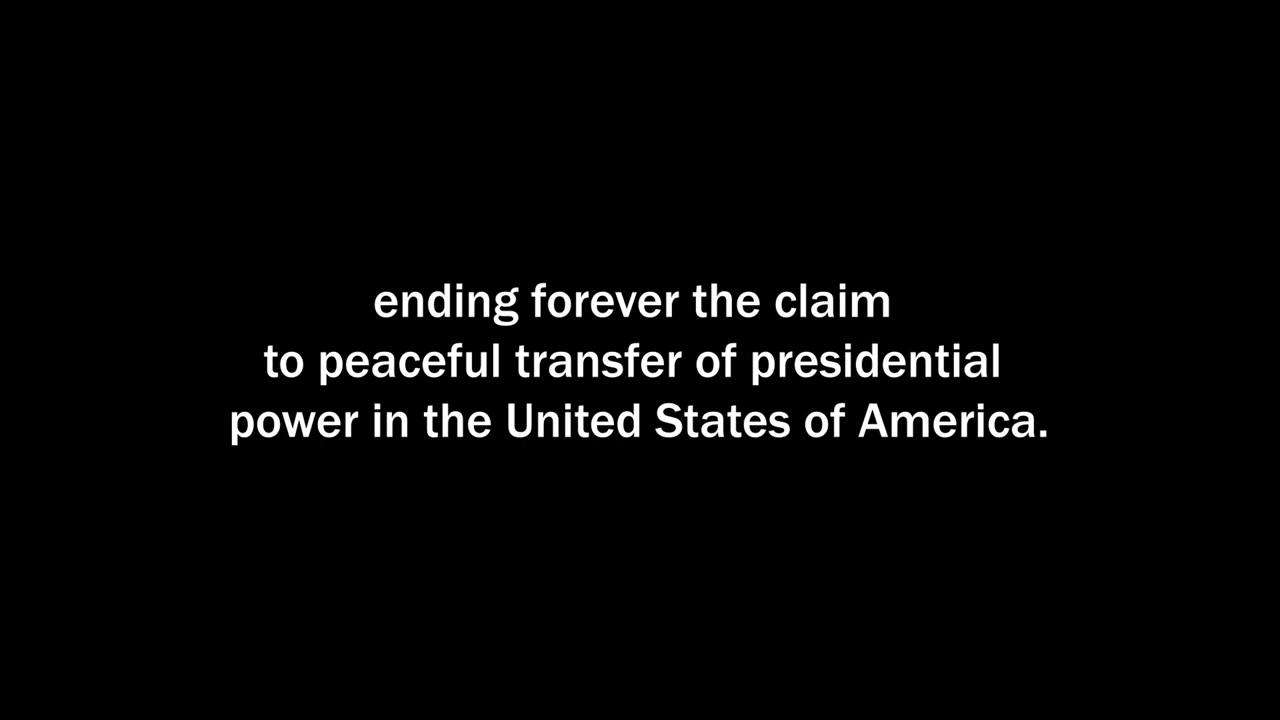 ending forever the claim
to peaceful transfer of presidential
power in the United States of America.